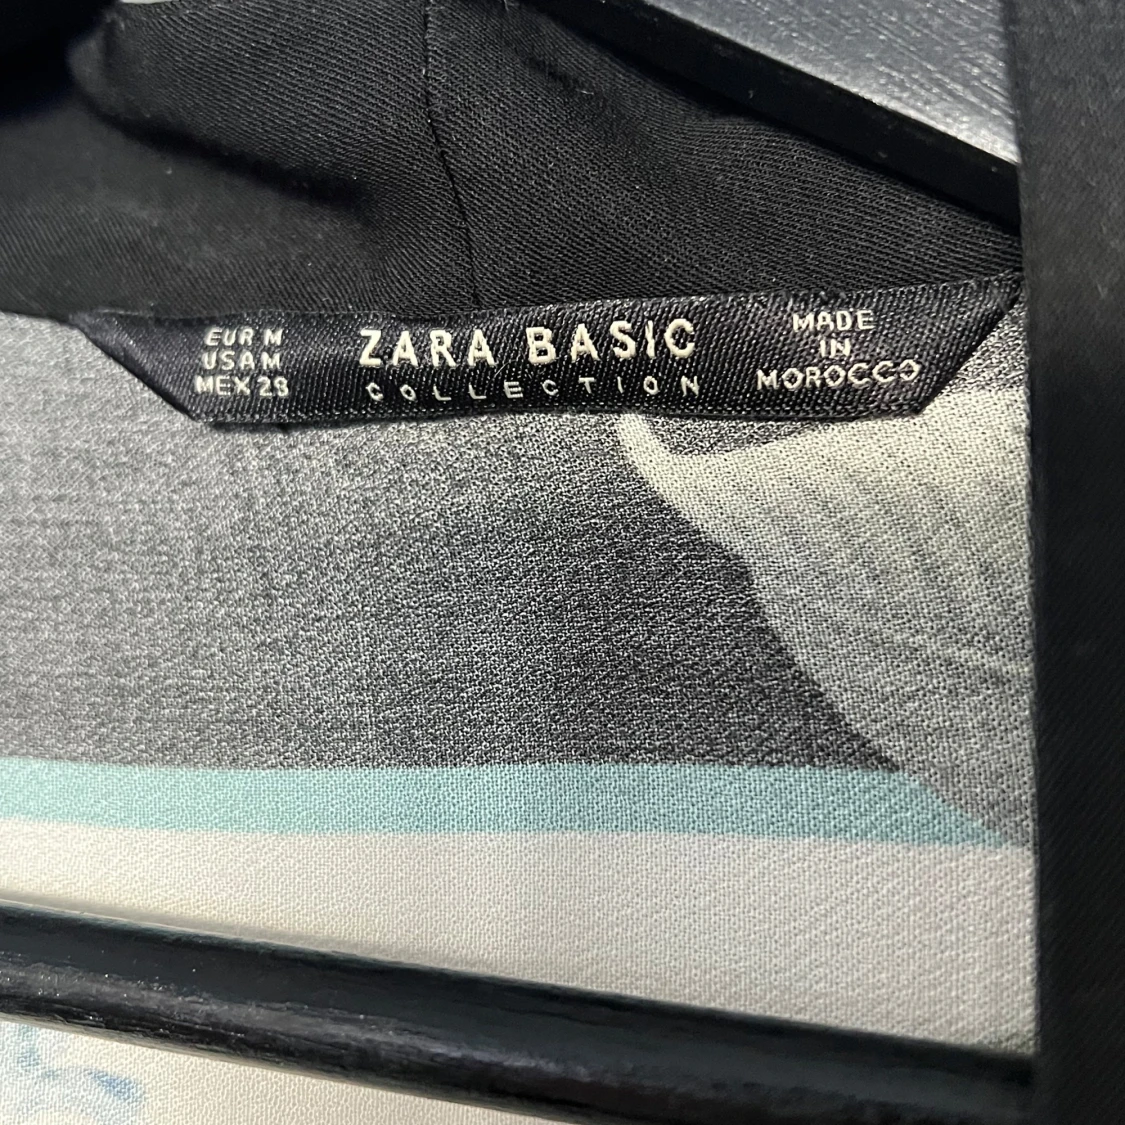 EUR M
USA M
MEX 28
ZARA BASIC
COLLECTION
MADE
IN
MOROCCO